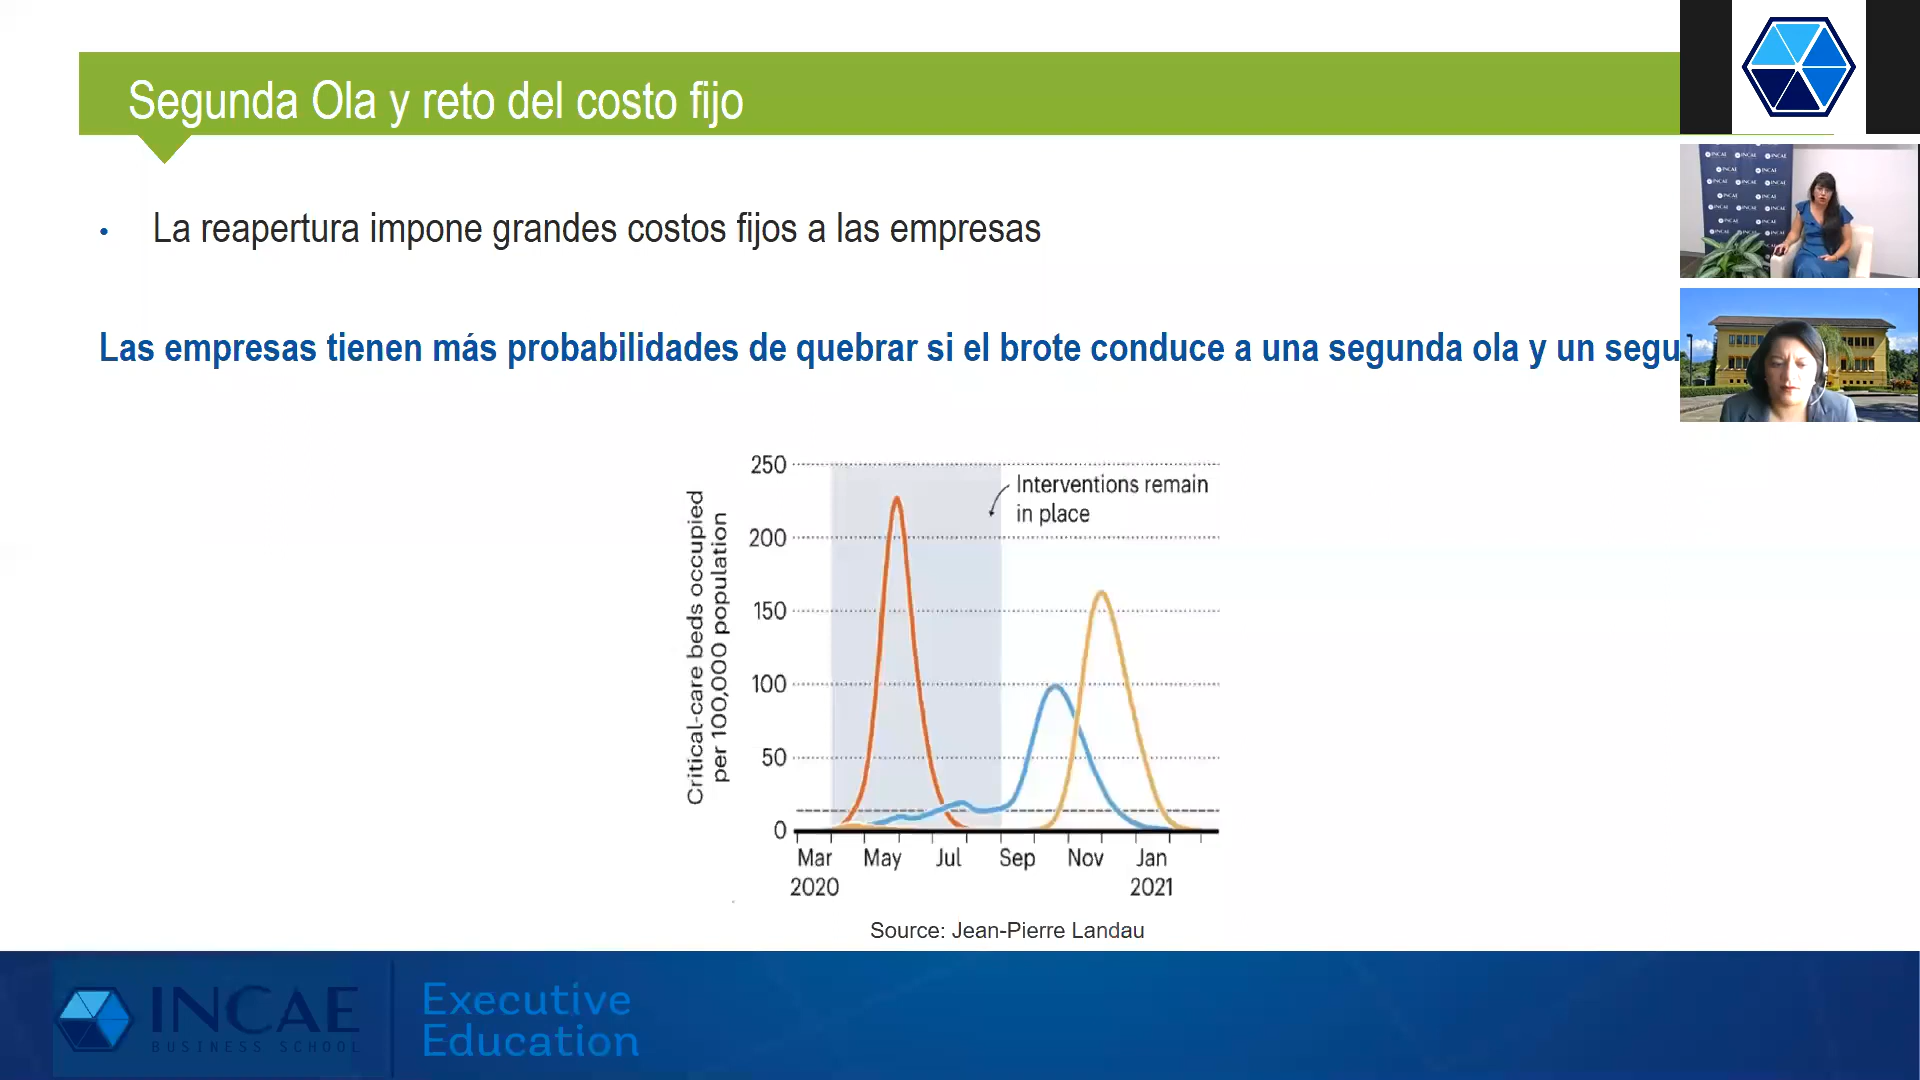 Segunda Ola y reto del costo fijo
• La reapertura impone grandes costos fijos a las empresas
Las empresas tienen más probabilidades de quebrar si el brote conduce a una segunda ola y un segu
250
200
150
100
50
0
Critical-care beds occupied
per 100,000 population
Interventions remain
in place
Mar May Jul Sep Nov Jan
2020 2021
Source: Jean-Pierre Landau
INCAE
BUSINESS SCHOOL
Executive
Education
INCAE